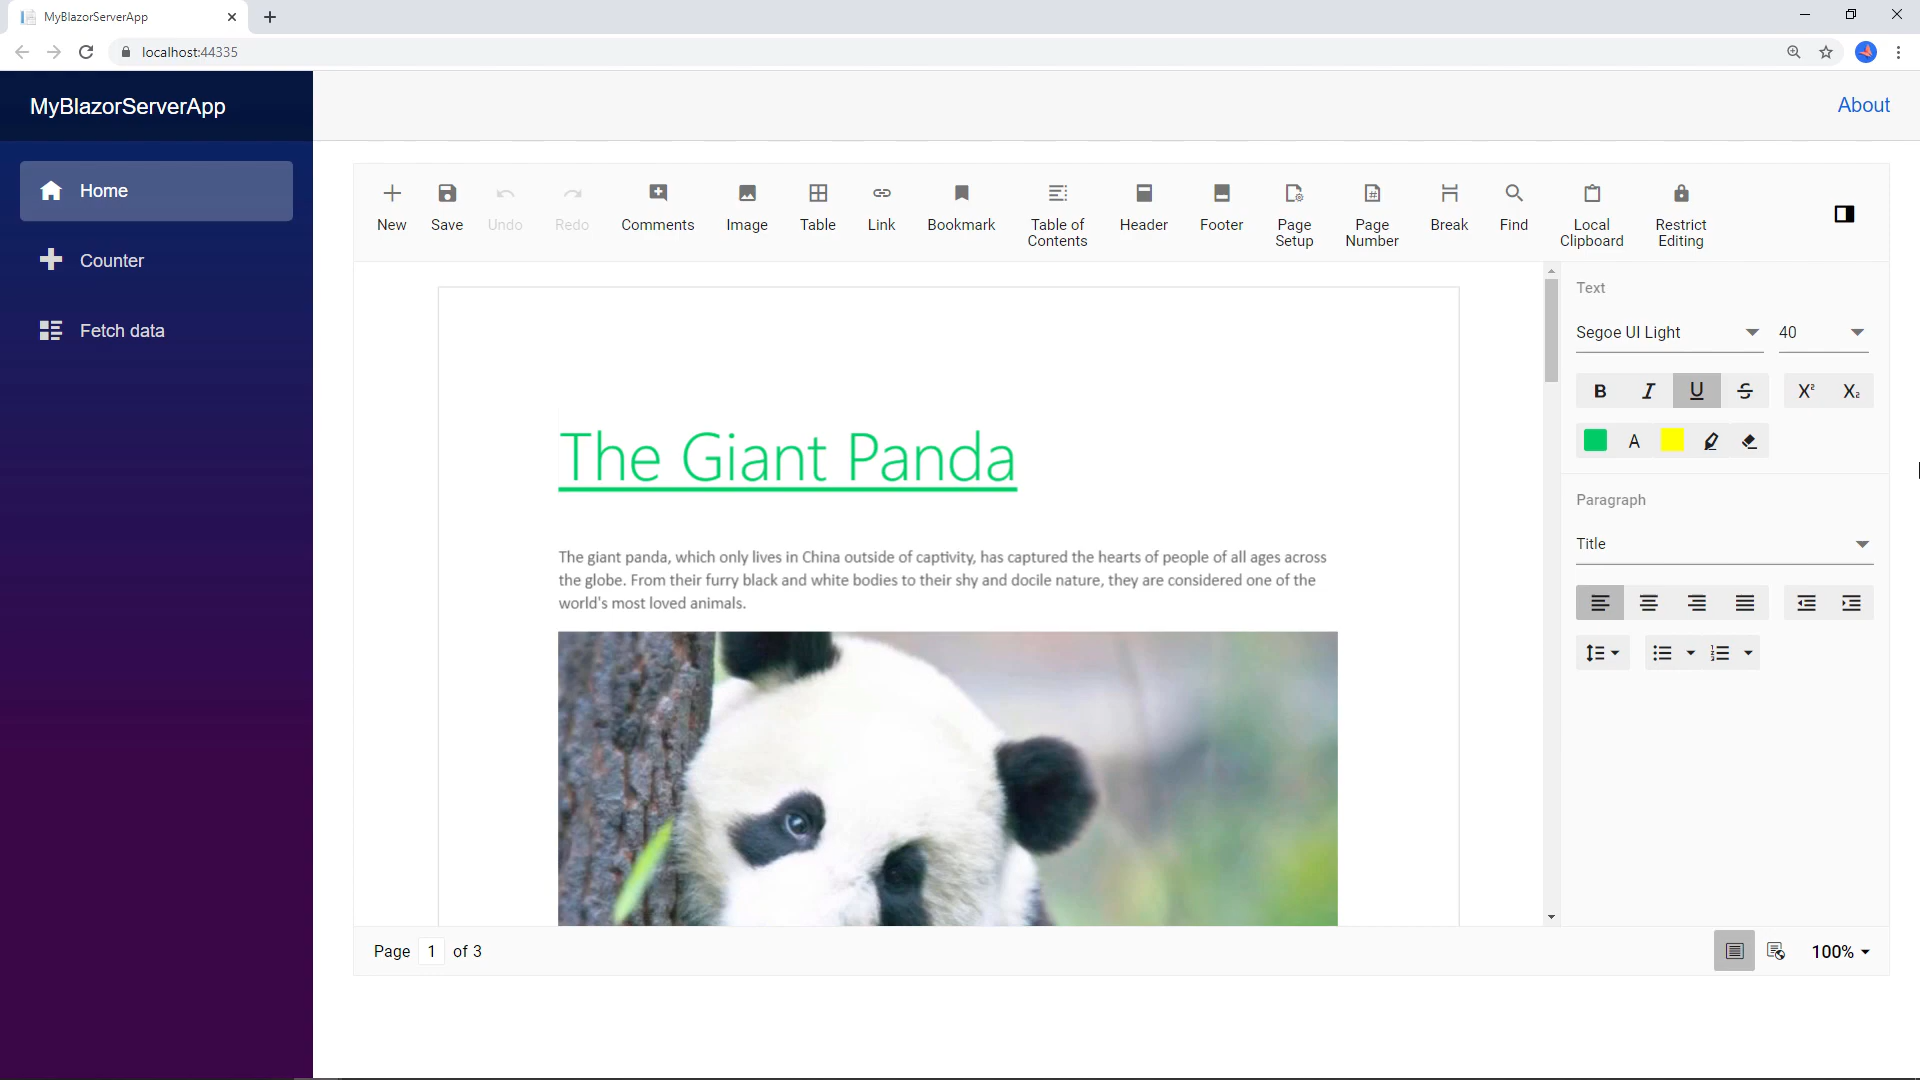 MyBlazorServerApp
localhost:44335
MyBlazorServerApp
About
Home
Counter
Fetch data
New
Save
Undo
Redo
Comments
Image
Table
Link
Bookmark
Table of
Contents
Header
Footer
Page
Setup
Page
Number
Break
Find
Local
Clipboard
Restrict
Editing
The Giant Panda
The giant panda, which only lives in China outside of captivity, has captured the hearts of people of all ages across
the globe. From their furry black and white bodies to their shy and docile nature, they are considered one of the
world's most loved animals.
Text
Segoe UI Light
40
B I U S X² X₂
A
Paragraph
Title
Page 1 of 3
100%